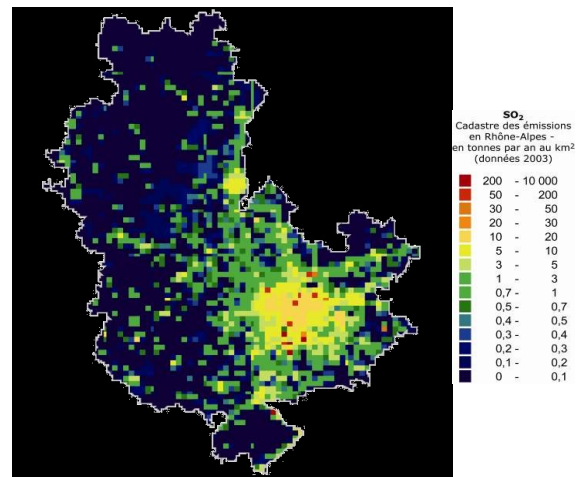 SO2
Cadastre des émissions
en Rhône-Alpes -
en tonnes par an au km2
(données 2003)
200 - 10 000
50 - 200
30 - 50
20 - 30
10 - 20
5 - 10
3 - 5
1 - 3
0,7 - 1
0,5 - 0,7
0,4 - 0,5
0,3 - 0,4
0,2 - 0,3
0,1 - 0,2
0 - 0,1